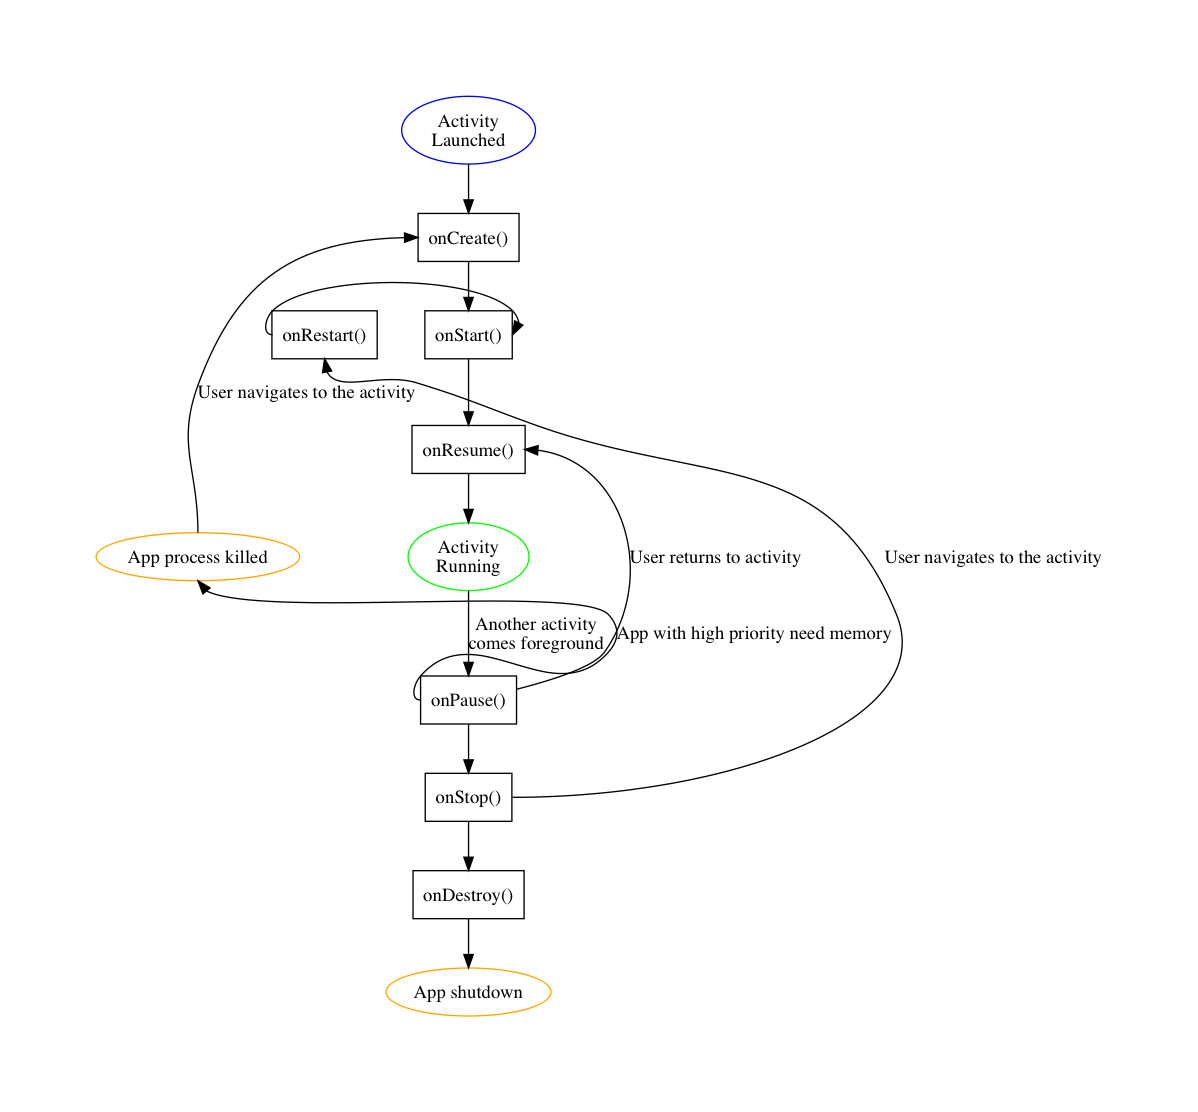 Activity
Launched
onCreate()
onRestart()
onStart()
User navigates to the activity
onResume()
App process killed
Activity
Running
User returns to activity
User navigates to the activity
Another activity
comes foreground
App with high priority need memory
onPause()
onStop()
onDestroy()
App shutdown